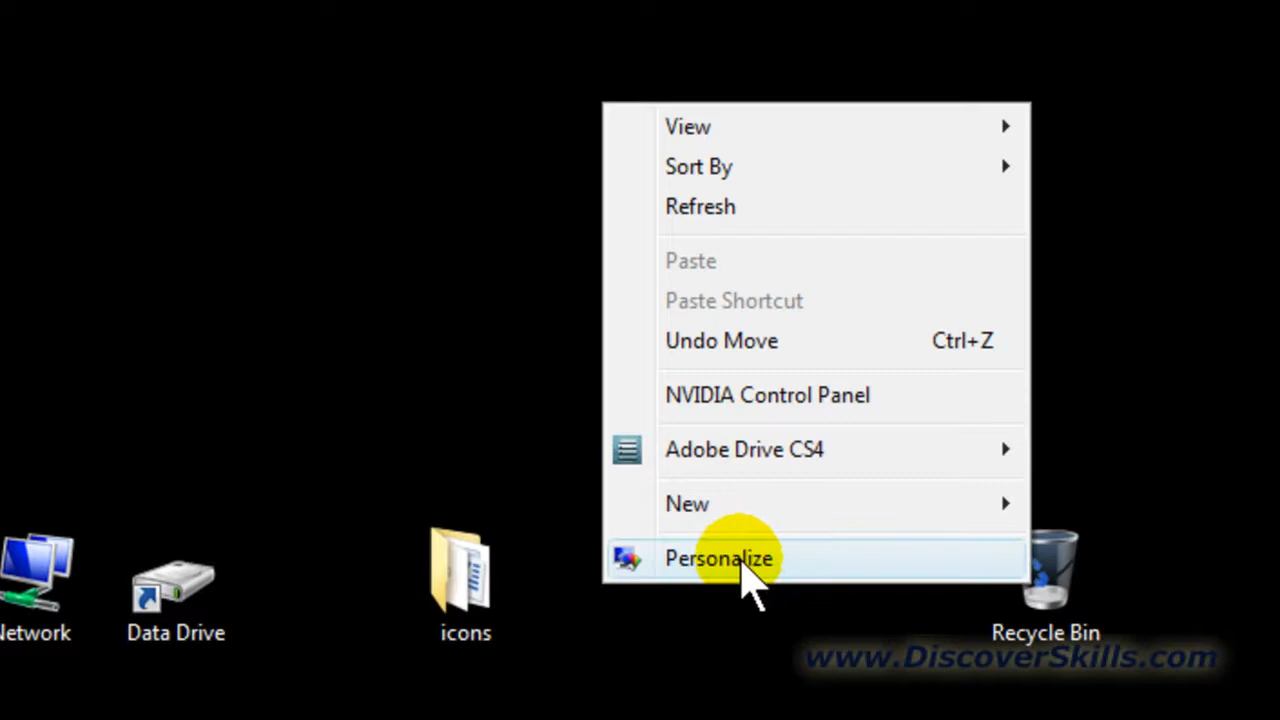 View
Sort By
Refresh
Paste
Paste Shortcut
Undo Move Ctrl+Z
NVIDIA Control Panel
Adobe Drive CS4
New
Personalize
Network
Data Drive
icons
Recycle Bin
www.DiscoverSkills.com